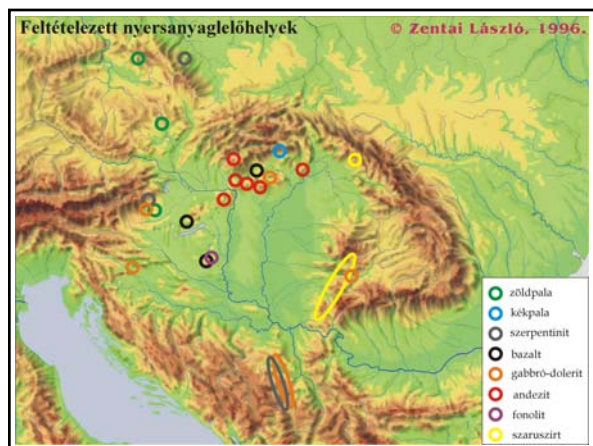 Feltételezett nyersanyaglelőhelyek
© Zentai László, 1996.
zöldpala
kékpala
szerpentinit
bazalt
gabbró-dolerit
andezit
fonolit
szaruszirt